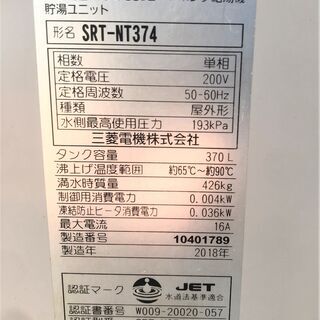 貯湯ユニット
形名 SRT-NT374
相数 単相
定格電圧 200V
定格周波数 50-60Hz
種類 屋外形
水側最高使用圧力 193kPa
三菱電機株式会社
タンク容量 370L
沸上げ温度範囲 約65℃~約90℃
満水時質量 426kg
制御用消費電力 0.004kW
凍結防止ヒータ消費電力 0.036kW
最大電流 16A
製造番号 10401789
製造年 2018年
認証マーク JET
水道法基準適合
認証書番号 W009-20020-057